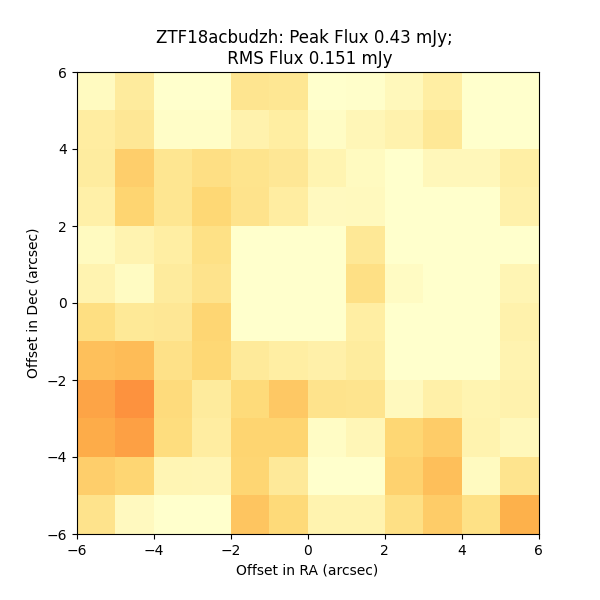 ZTF18acbudzh: Peak Flux 0.43 mJy;
RMS Flux 0.151 mJy
6
4
2
0
−2
−4
−6
Offset in Dec (arcsec)
−6 −4 −2 0 2 4 6
Offset in RA (arcsec)